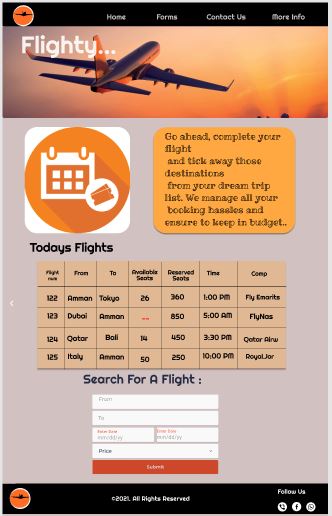 Home Forms Contact Us More Info
Flighty...
Go ahead, complete your
flight
and tick away those
destinations
from your dream trip
list. We manage all your
booking hassles and
ensure to keep in budget..
Todays Flights
Flight num From To Available Seats Reserved Seats Time Comp
122 Amman Tokyo 26 360 1:00 PM Fly Emarits
123 Dubai Amman -- 850 5:00 AM FlyNas
124 Qatar Bali 14 450 3:30 PM Qatar Airw
125 Italy Amman 50 250 10:00 PM RoyalJor
Search For A Flight :
From
To
Enter Date Enter Date
mm/dd/yy mm/dd/yy
Price
Submit
Follow Us
©2021. All Rights Reserved